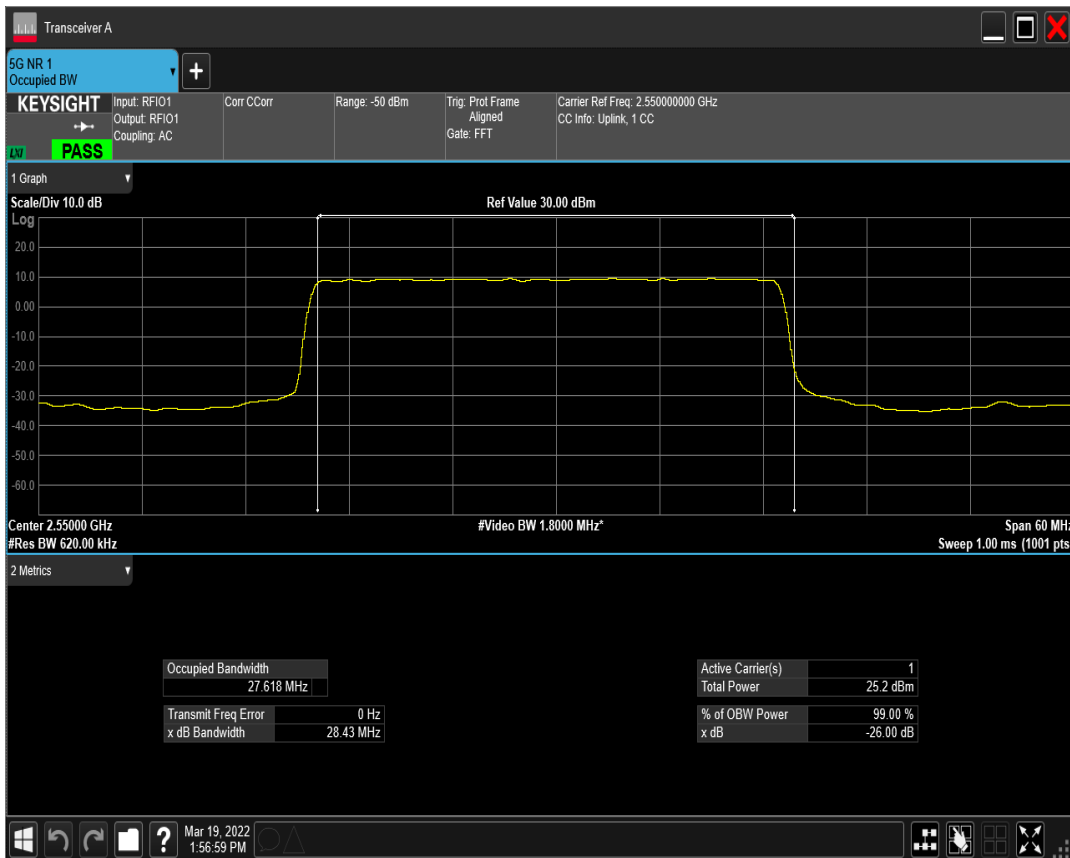 Transceiver A
5G NR 1
Occupied BW
KEYSIGHT
LXI
PASS
Input: RFIO1
Output: RFIO1
Coupling: AC
Corr CCorr
Range: -50 dBm
Trig: Prot Frame
Aligned
Gate: FFT
Carrier Ref Freq: 2.550000000 GHz
CC Info: Uplink, 1 CC
1 Graph
Scale/Div 10.0 dB
Ref Value 30.00 dBm
Log
20.0
10.0
0.00
-10.0
-20.0
-30.0
-40.0
-50.0
-60.0
Center 2.55000 GHz
#Video BW 1.8000 MHz*
Span 60 MHz
#Res BW 620.00 kHz
Sweep 1.00 ms (1001 pts
2 Metrics
Occupied Bandwidth
27.618 MHz
Transmit Freq Error 0 Hz
x dB Bandwidth 28.43 MHz
Active Carrier(s) 1
Total Power 25.2 dBm
% of OBW Power 99.00 %
x dB -26.00 dB
?
Mar 19, 2022
1:56:59 PM